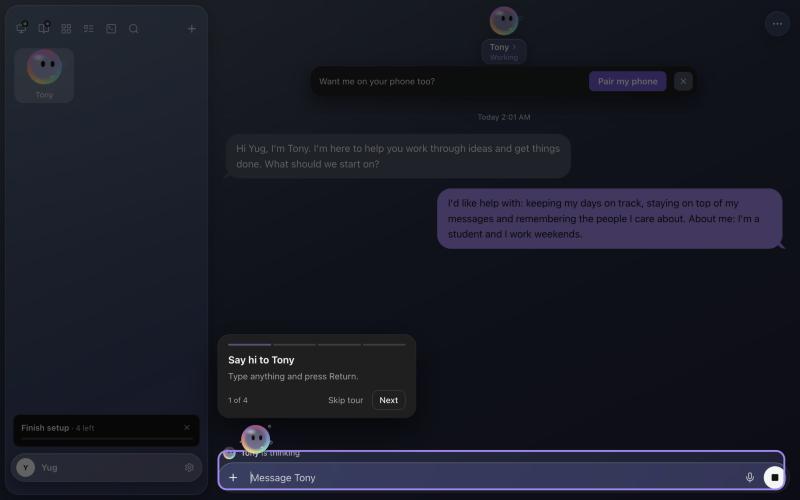 Tony
Tony ›
Working
Want me on your phone too?
Pair my phone
Today 2:01 AM
Hi Yug, I'm Tony. I'm here to help you work through ideas and get things
done. What should we start on?
I'd like help with: keeping my days on track, staying on top of my
messages and remembering the people I care about. About me: I'm a
student and I work weekends.
Say hi to Tony
Type anything and press Return.
1 of 4
Skip tour
Next
Finish setup · 4 left
Y
Yug
Tony is thinking
Message Tony